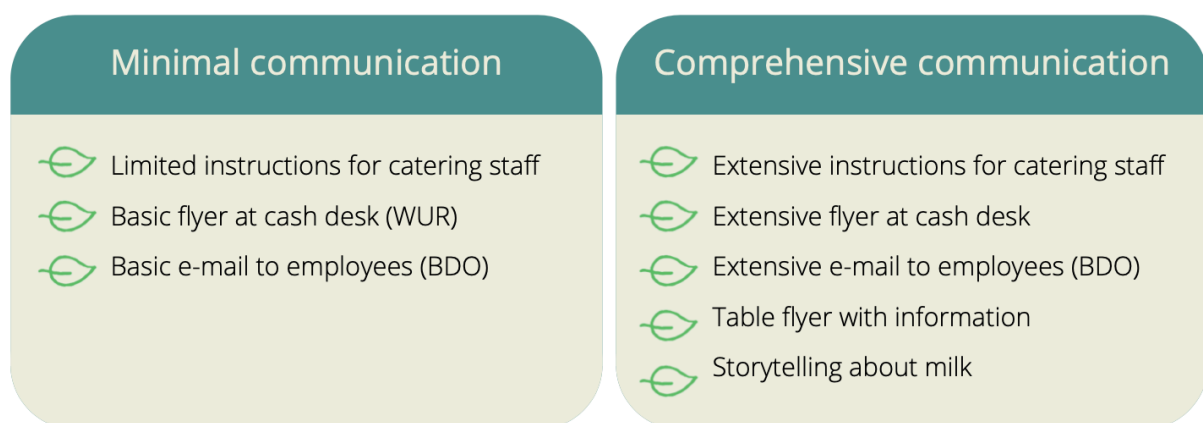 Minimal communication
Limited instructions for catering staff
Basic flyer at cash desk (WUR)
Basic e-mail to employees (BDO)
Comprehensive communication
Extensive instructions for catering staff
Extensive flyer at cash desk
Extensive e-mail to employees (BDO)
Table flyer with information
Storytelling about milk